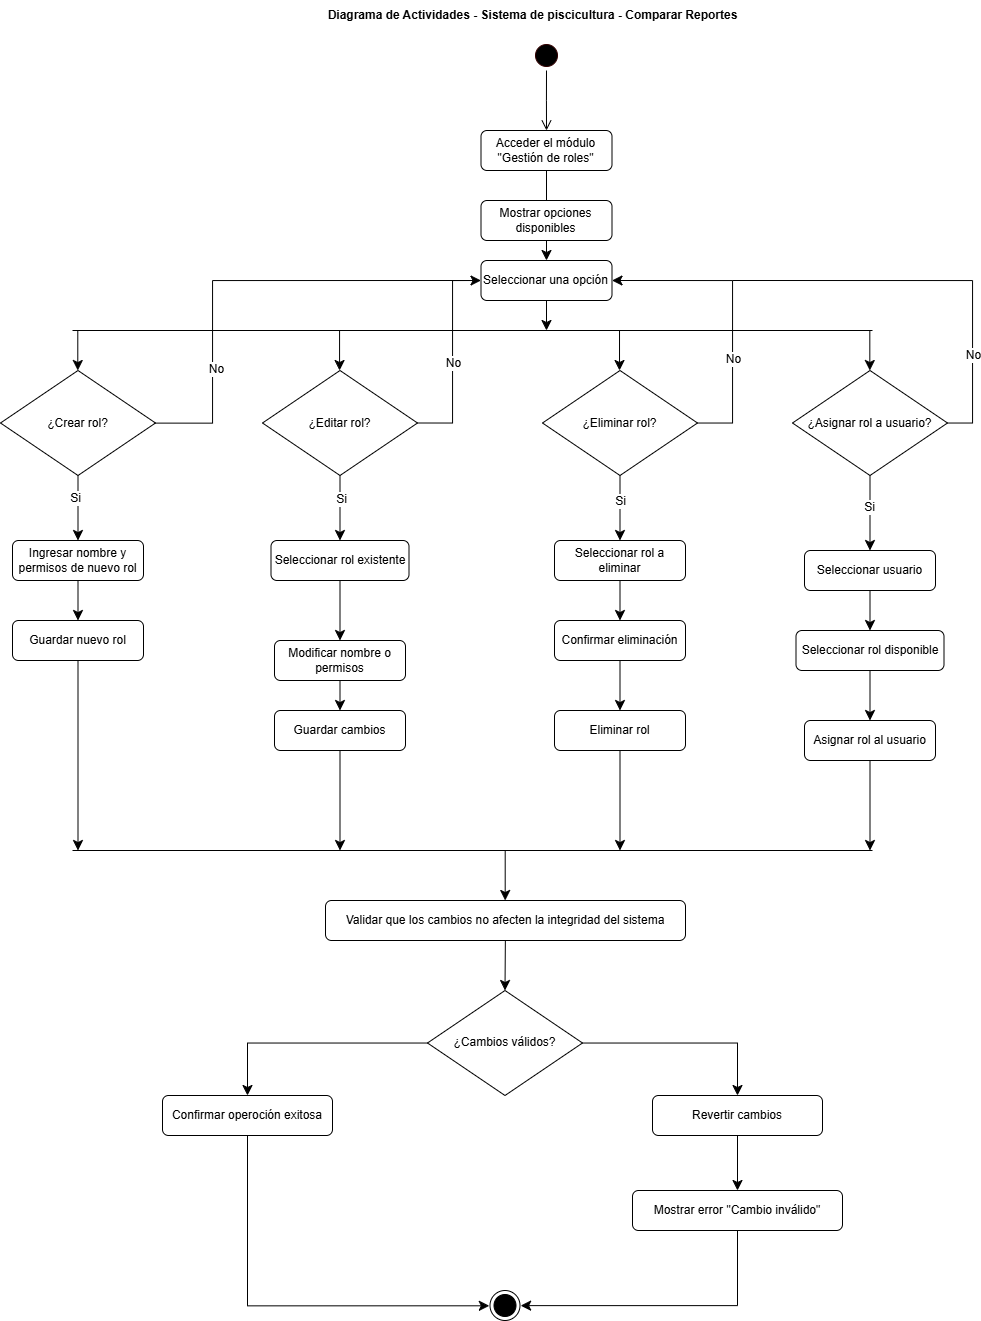 Diagrama de Actividades - Sistema de piscicultura - Comparar Reportes
Acceder el módulo
"Gestión de roles"
Mostrar opciones
disponibles
Seleccionar una opción
No
No
No
No
¿Crear rol?
¿Editar rol?
¿Eliminar rol?
¿Asignar rol a usuario?
Si
Si
Si
Si
Ingresar nombre y
permisos de nuevo rol
Seleccionar rol existente
Seleccionar rol a
eliminar
Seleccionar usuario
Guardar nuevo rol
Modificar nombre o
permisos
Confirmar eliminación
Seleccionar rol disponible
Guardar cambios
Eliminar rol
Asignar rol al usuario
Validar que los cambios no afecten la integridad del sistema
¿Cambios válidos?
Confirmar operoción exitosa
Revertir cambios
Mostrar error "Cambio inválido"